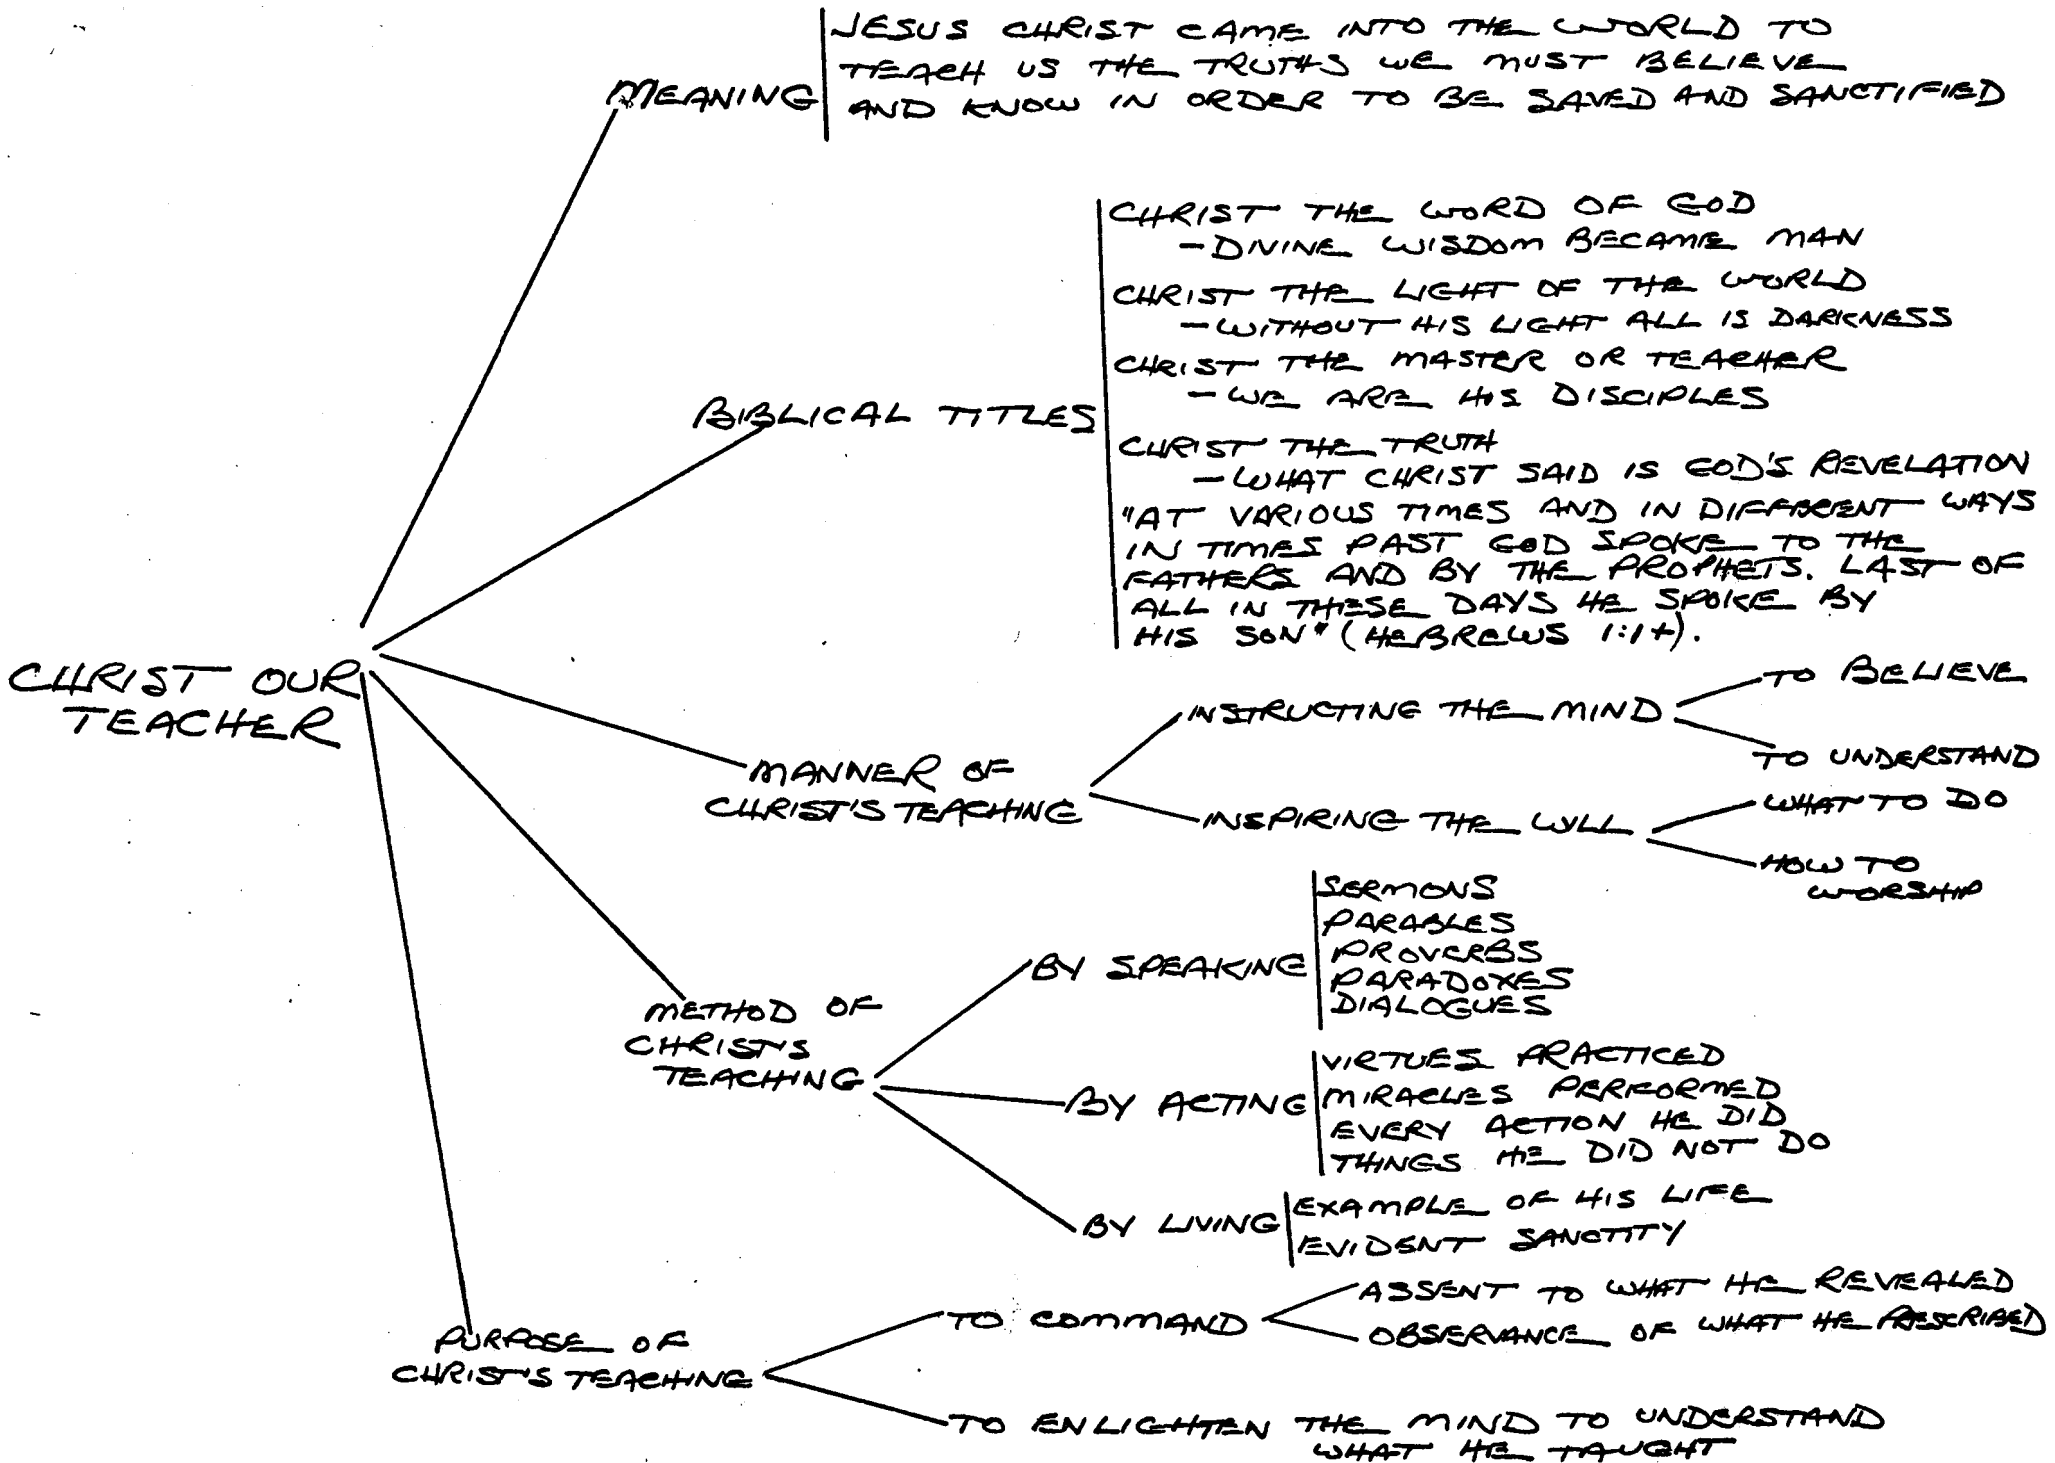 JESUS CHRIST CAME INTO THE WORLD TO
TEACH US THE TRUTHS WE MUST BELIEVE
AND KNOW IN ORDER TO BE SAVED AND SANCTIFIED
MEANING
CHRIST THE WORD OF GOD
- DIVINE WISDOM BECAME MAN
CHRIST THE LIGHT OF THE WORLD
- WITHOUT HIS LIGHT ALL IS DARKNESS
CHRIST THE MASTER OR TEACHER
- WE ARE HIS DISCIPLES
BIBLICAL TITLES
CHRIST THE TRUTH
- WHAT CHRIST SAID IS GOD'S REVELATION
"AT VARIOUS TIMES AND IN DIFFERENT WAYS
IN TIMES PAST GOD SPOKE TO THE
FATHERS AND BY THE PROPHETS. LAST OF
ALL IN THESE DAYS HE SPOKE BY
HIS SON" (HEBREWS 1:1+).
CHRIST OUR
TEACHER
MANNER OF
CHRIST'S TEACHING
INSTRUCTING THE MIND
TO BELIEVE
TO UNDERSTAND
INSPIRING THE WILL
WHAT TO DO
HOW TO
WORSHIP
METHOD OF
CHRIST'S
TEACHING
BY SPEAKING
SERMONS
PARABLES
PROVERBS
PARADOXES
DIALOGUES
BY ACTING
VIRTUES PRACTICED
MIRACLES PERFORMED
EVERY ACTION HE DID
THINGS HE DID NOT DO
BY LIVING
EXAMPLE OF HIS LIFE
EVIDENT SANCTITY
PURPOSE OF
CHRIST'S TEACHING
TO COMMAND
ASSENT TO WHAT HE REVEALED
OBSERVANCE OF WHAT HE PRESCRIBED
TO ENLIGHTEN THE MIND TO UNDERSTAND
WHAT HE TAUGHT